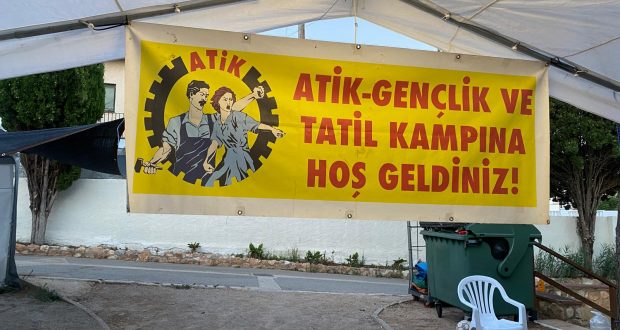 ATİK
ATİK-GENÇLİK VE
TATİL KAMPINA
HOŞ GELDİNİZ!